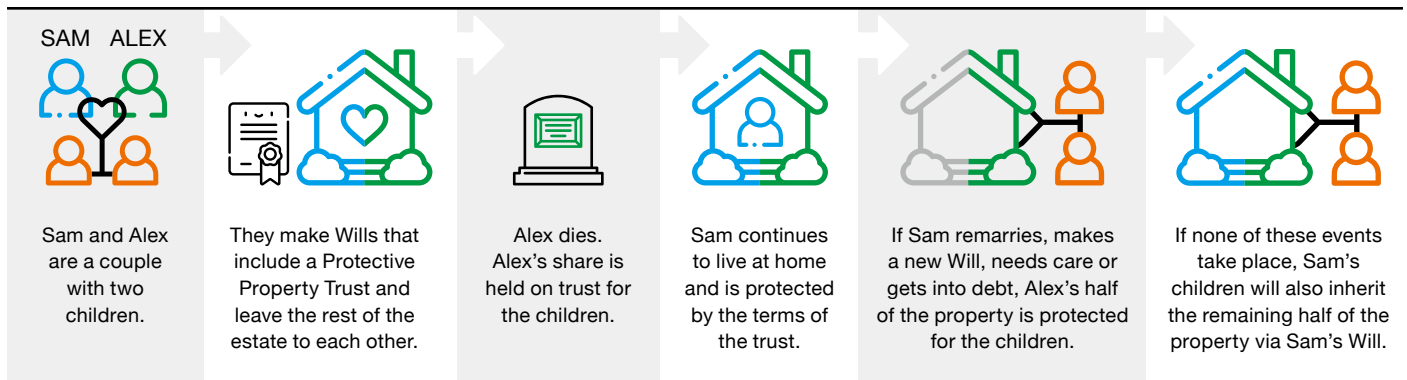 SAM ALEX
Sam and Alex
are a couple
with two
children.
They make Wills that
include a Protective
Property Trust and
leave the rest of the
estate to each other.
Alex dies.
Alex’s share is
held on trust for
the children.
Sam continues
to live at home
and is protected
by the terms of
the trust.
If Sam remarries, makes
a new Will, needs care or
gets into debt, Alex’s half
of the property is protected
for the children.
If none of these events
take place, Sam’s
children will also inherit
the remaining half of the
property via Sam’s Will.